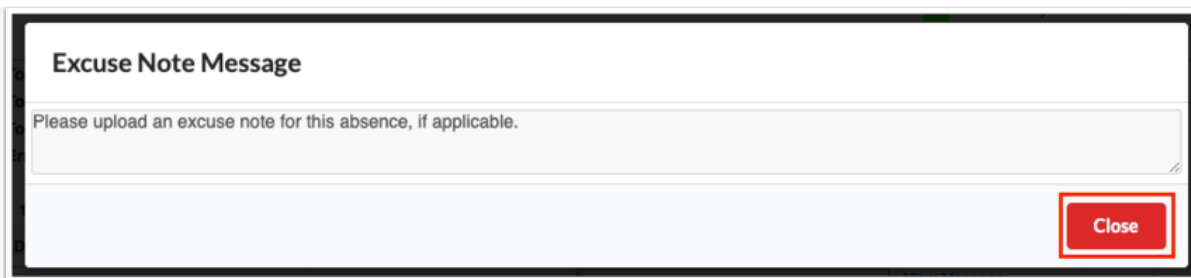 Excuse Note Message
Please upload an excuse note for this absence, if applicable.
Close